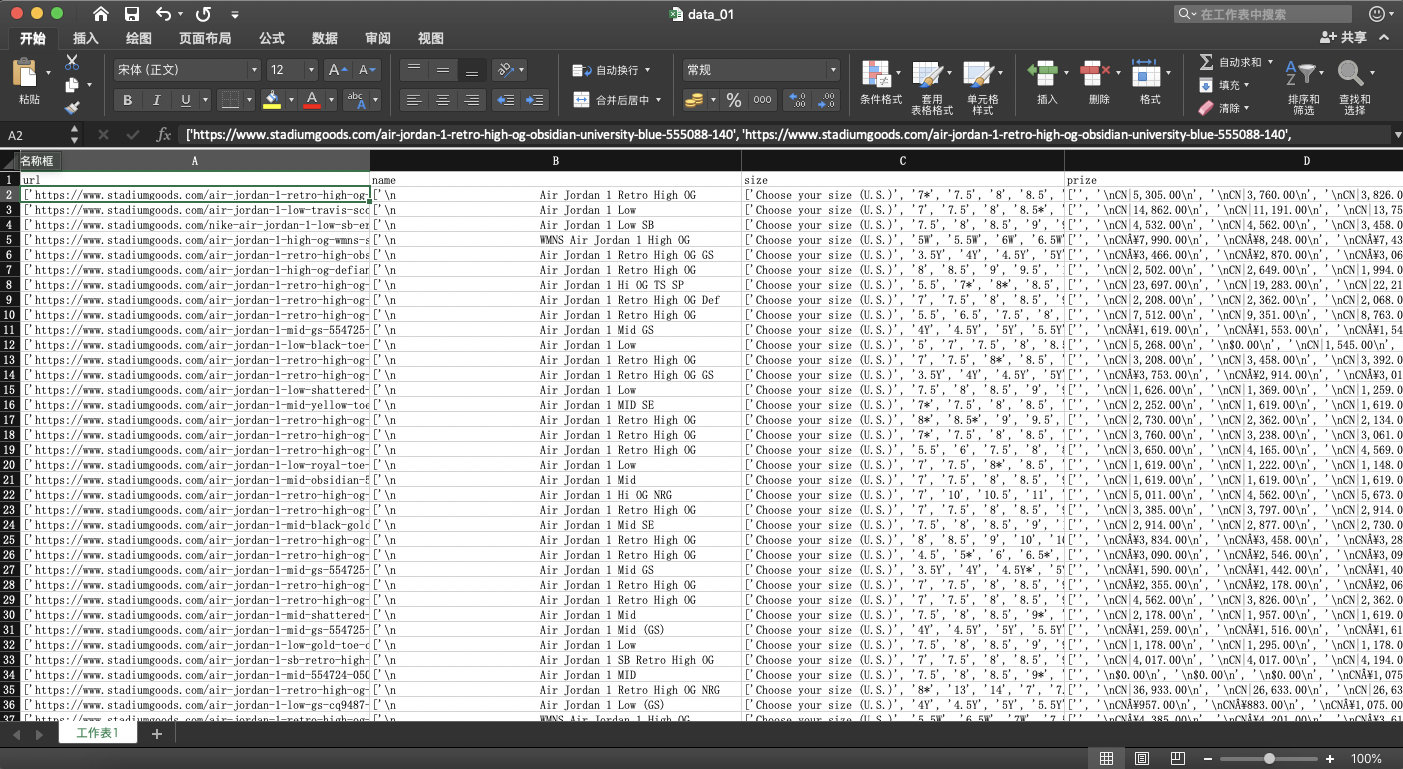 data_01
在工作表中搜索
开始 插入 绘图 页面布局 公式 数据 审阅 视图 共享
宋体 (正文) 12 A A 自动换行 常规 自动求和
填充
粘贴 B I U A abc A 合并后居中 % 000 条件格式 套用 表格格式 单元格 样式 插入 删除 格式 清除 排序和 筛选 查找和 选择
A2 fx ['https://www.stadiumgoods.com/air-jordan-1-retro-high-og-obsidian-university-blue-555088-140', 'https://www.stadiumgoods.com/air-jordan-1-retro-high-og-obsidian-university-blue-555088-140',
名称框 A B C D
1 url name size prize
2 ['https://www.stadiumgoods.com/air-jordan-1-retro-high-og- ['\n Air Jordan 1 Retro High OG ['Choose your size (U.S.)', '7*', '7.5', '8', '8.5', ['', '\nCN|5,305.00\n', '\nCN|3,760.00\n', '\nCN|3,826.0
3 ['https://www.stadiumgoods.com/air-jordan-1-low-travis-sco ['\n Air Jordan 1 Low ['Choose your size (U.S.)', '7', '7.5', '8', '8.5*', ['', '\nCN|14,862.00\n', '\nCN|11,191.00\n', '\nCN|13,75
4 ['https://www.stadiumgoods.com/nike-air-jordan-1-low-sb-er ['\n Air Jordan 1 Low SB ['Choose your size (U.S.)', '7.5', '8', '8.5', '9', '9 ['', '\nCN|4,532.00\n', '\nCN|4,562.00\n', '\nCN|3,458.0
5 ['https://www.stadiumgoods.com/air-jordan-1-high-og-wmns-s ['\n WMNS Air Jordan 1 High OG ['Choose your size (U.S.)', '5W', '5.5W', '6W', '6.5W ['', '\nCNÂ¥7,990.00\n', '\nCNÂ¥8,248.00\n', '\nCNÂ¥7,43
6 ['https://www.stadiumgoods.com/air-jordan-1-retro-high-obs ['\n Air Jordan 1 Retro High OG GS ['Choose your size (U.S.)', '3.5Y', '4Y', '4.5Y', '5Y ['', '\nCNÂ¥3,466.00\n', '\nCNÂ¥2,870.00\n', '\nCNÂ¥3,06
7 ['https://www.stadiumgoods.com/air-jordan-1-high-og-defian ['\n Air Jordan 1 Retro High OG ['Choose your size (U.S.)', '8', '8.5', '9', '9.5', '1 ['', '\nCN|2,502.00\n', '\nCN|2,649.00\n', '\nCN|1,994.0
8 ['https://www.stadiumgoods.com/air-jordan-1-retro-high-og- ['\n Air Jordan 1 Hi OG TS SP ['Choose your size (U.S.)', '5.5', '7*', '8*', '8.5', ['', '\nCN|23,697.00\n', '\nCN|19,283.00\n', '\nCN|22,21
9 ['https://www.stadiumgoods.com/air-jordan-1-retro-high-og- ['\n Air Jordan 1 Retro High OG Def ['Choose your size (U.S.)', '7', '7.5', '8', '8.5', '9 ['', '\nCN|2,208.00\n', '\nCN|2,362.00\n', '\nCN|2,068.0
10 ['https://www.stadiumgoods.com/air-jordan-1-retro-high-og- ['\n Air Jordan 1 Retro High OG ['Choose your size (U.S.)', '5.5', '6.5', '7.5', '8', ['', '\nCN|7,512.00\n', '\nCN|9,351.00\n', '\nCN|8,763.0
11 ['https://www.stadiumgoods.com/air-jordan-1-mid-gs-554725- ['\n Air Jordan 1 Mid GS ['Choose your size (U.S.)', '4Y', '4.5Y', '5Y', '5.5Y ['', '\nCNÂ¥1,619.00\n', '\nCNÂ¥1,553.00\n', '\nCNÂ¥1,54
12 ['https://www.stadiumgoods.com/air-jordan-1-low-black-toe- ['\n Air Jordan 1 Low ['Choose your size (U.S.)', '5', '7', '7.5', '8', '8.5 ['', '\nCN|5,268.00\n', '\n$0.00\n', '\nCN|1,545.00\n',
13 ['https://www.stadiumgoods.com/air-jordan-1-retro-high-og- ['\n Air Jordan 1 Retro High OG ['Choose your size (U.S.)', '7', '7.5', '8*', '8.5', ['', '\nCN|3,208.00\n', '\nCN|3,458.00\n', '\nCN|3,392.0
14 ['https://www.stadiumgoods.com/air-jordan-1-retro-high-og- ['\n Air Jordan 1 Retro High OG GS ['Choose your size (U.S.)', '3.5Y', '4Y', '4.5Y', '5Y ['', '\nCNÂ¥3,753.00\n', '\nCNÂ¥2,914.00\n', '\nCNÂ¥3,01
15 ['https://www.stadiumgoods.com/air-jordan-1-low-shattered- ['\n Air Jordan 1 Low ['Choose your size (U.S.)', '7.5', '8', '8.5', '9', '9 ['', '\nCN|1,626.00\n', '\nCN|1,369.00\n', '\nCN|1,259.0
16 ['https://www.stadiumgoods.com/air-jordan-1-mid-yellow-toe ['\n Air Jordan 1 MID SE ['Choose your size (U.S.)', '7*', '7.5', '8', '8.5', ['', '\nCN|2,252.00\n', '\nCN|1,619.00\n', '\nCN|1,619.0
17 ['https://www.stadiumgoods.com/air-jordan-1-retro-high-og- ['\n Air Jordan 1 Retro High OG ['Choose your size (U.S.)', '8*', '8.5*', '9', '9.5', ['', '\nCN|2,730.00\n', '\nCN|2,362.00\n', '\nCN|2,134.0
18 ['https://www.stadiumgoods.com/air-jordan-1-retro-high-og- ['\n Air Jordan 1 Retro High OG ['Choose your size (U.S.)', '7*', '7.5', '8', '8.5', ['', '\nCN|3,760.00\n', '\nCN|3,238.00\n', '\nCN|3,061.0
19 ['https://www.stadiumgoods.com/air-jordan-1-retro-high-og- ['\n Air Jordan 1 Retro High OG ['Choose your size (U.S.)', '5.5', '6', '7.5', '8', '8 ['', '\nCN|3,650.00\n', '\nCN|4,165.00\n', '\nCN|4,569.0
20 ['https://www.stadiumgoods.com/air-jordan-1-low-royal-toe- ['\n Air Jordan 1 Low ['Choose your size (U.S.)', '7', '7.5', '8*', '8.5', ['', '\nCN|1,619.00\n', '\nCN|1,222.00\n', '\nCN|1,148.0
21 ['https://www.stadiumgoods.com/air-jordan-1-mid-obsidian-5 ['\n Air Jordan 1 Mid ['Choose your size (U.S.)', '7', '7.5', '8', '8.5', '9 ['', '\nCN|1,619.00\n', '\nCN|1,619.00\n', '\nCN|1,619.0
22 ['https://www.stadiumgoods.com/air-jordan-1-retro-high-og- ['\n Air Jordan 1 Hi OG NRG ['Choose your size (U.S.)', '7', '10', '10.5', '11', ['', '\nCN|5,011.00\n', '\nCN|4,562.00\n', '\nCN|5,673.0
23 ['https://www.stadiumgoods.com/air-jordan-1-retro-high-og- ['\n Air Jordan 1 Retro High OG ['Choose your size (U.S.)', '7', '7.5', '8', '8.5', '9 ['', '\nCN|3,385.00\n', '\nCN|3,797.00\n', '\nCN|2,914.0
24 ['https://www.stadiumgoods.com/air-jordan-1-mid-black-gold ['\n Air Jordan 1 Mid SE ['Choose your size (U.S.)', '7.5', '8', '8.5', '9', '1 ['', '\nCN|2,914.00\n', '\nCN|2,877.00\n', '\nCN|2,730.0
25 ['https://www.stadiumgoods.com/air-jordan-1-retro-high-og- ['\n Air Jordan 1 Retro High OG ['Choose your size (U.S.)', '8', '8.5', '9', '10', '10 ['', '\nCNÂ¥3,834.00\n', '\nCNÂ¥3,458.00\n', '\nCNÂ¥3,28
26 ['https://www.stadiumgoods.com/air-jordan-1-retro-high-og- ['\n Air Jordan 1 Retro High OG ['Choose your size (U.S.)', '4.5', '5*', '6', '6.5*', ['', '\nCNÂ¥3,090.00\n', '\nCNÂ¥2,546.00\n', '\nCNÂ¥3,09
27 ['https://www.stadiumgoods.com/air-jordan-1-mid-gs-554725- ['\n Air Jordan 1 Mid GS ['Choose your size (U.S.)', '3.5Y', '4Y', '4.5Y*', '5Y ['', '\nCNÂ¥1,590.00\n', '\nCNÂ¥1,442.00\n', '\nCNÂ¥1,40
28 ['https://www.stadiumgoods.com/air-jordan-1-retro-high-og- ['\n Air Jordan 1 Retro High OG ['Choose your size (U.S.)', '7', '7.5', '8', '8.5', '9 ['', '\nCNÂ¥2,355.00\n', '\nCNÂ¥2,178.00\n', '\nCNÂ¥2,06
29 ['https://www.stadiumgoods.com/air-jordan-1-retro-high-og- ['\n Air Jordan 1 Retro High OG ['Choose your size (U.S.)', '7', '7.5', '8', '8.5', '9 ['', '\nCN|4,562.00\n', '\nCN|3,826.00\n', '\nCN|2,362.0
30 ['https://www.stadiumgoods.com/air-jordan-1-mid-shattered- ['\n Air Jordan 1 Mid ['Choose your size (U.S.)', '7.5', '8', '8.5', '9*' ['', '\nCN|2,178.00\n', '\nCN|1,957.00\n', '\nCN|1,619.0
31 ['https://www.stadiumgoods.com/air-jordan-1-mid-gs-554725- ['\n Air Jordan 1 Mid (GS) ['Choose your size (U.S.)', '4Y', '4.5Y', '5Y', '5.5Y ['', '\nCNÂ¥1,259.00\n', '\nCNÂ¥1,516.00\n', '\nCNÂ¥1,61
32 ['https://www.stadiumgoods.com/air-jordan-1-low-gold-toe-c ['\n Air Jordan 1 Low ['Choose your size (U.S.)', '7.5', '8', '8.5', '9', '9 ['', '\nCN|1,178.00\n', '\nCN|1,295.00\n', '\nCN|1,178.0
33 ['https://www.stadiumgoods.com/air-jordan-1-sb-retro-high- ['\n Air Jordan 1 SB Retro High OG ['Choose your size (U.S.)', '7', '7.5', '8', '8.5', '9 ['', '\nCN|4,017.00\n', '\nCN|4,017.00\n', '\nCN|4,194.0
34 ['https://www.stadiumgoods.com/air-jordan-1-mid-554724-050 ['\n Air Jordan 1 MID ['Choose your size (U.S.)', '7.5', '8', '8.5', '9*', ['', '\n$0.00\n', '\n$0.00\n', '\n$0.00\n', '\nCNÂ¥1,075
35 ['https://www.stadiumgoods.com/air-jordan-1-retro-high-og- ['\n Air Jordan 1 Retro High OG NRG ['Choose your size (U.S.)', '8*', '13', '14', '7', '7. ['', '\nCN|36,933.00\n', '\nCN|26,633.00\n', '\nCN|26,63
36 ['https://www.stadiumgoods.com/air-jordan-1-low-gs-cq9487- ['\n Air Jordan 1 Low (GS) ['Choose your size (U.S.)', '4Y', '4.5Y', '5Y', '5.5Y ['', '\nCNÂ¥957.00\n', '\nCNÂ¥883.00\n', '\nCNÂ¥1,075.00
37 ['https://www.stadiumgoods.com/air-jordan-1-retro-high-og- ['\n WMNS Air Jordan 1 High OG ['Choose your size (U.S.)', '5.5W', '6.5W', '7W', '7.5 ['', '\nCNÂ¥4,385.00\n', '\nCNÂ¥4,201.00\n', '\nCNÂ¥3,61
工作表1
100%